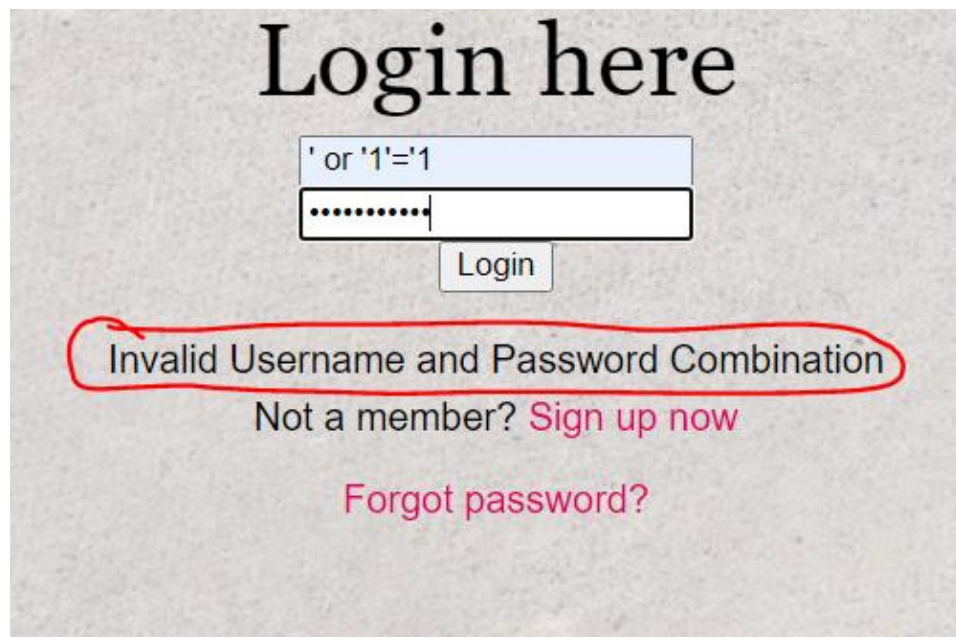 Login here
' or '1'='1
•••••••••••
Login
Invalid Username and Password Combination
Not a member? Sign up now
Forgot password?